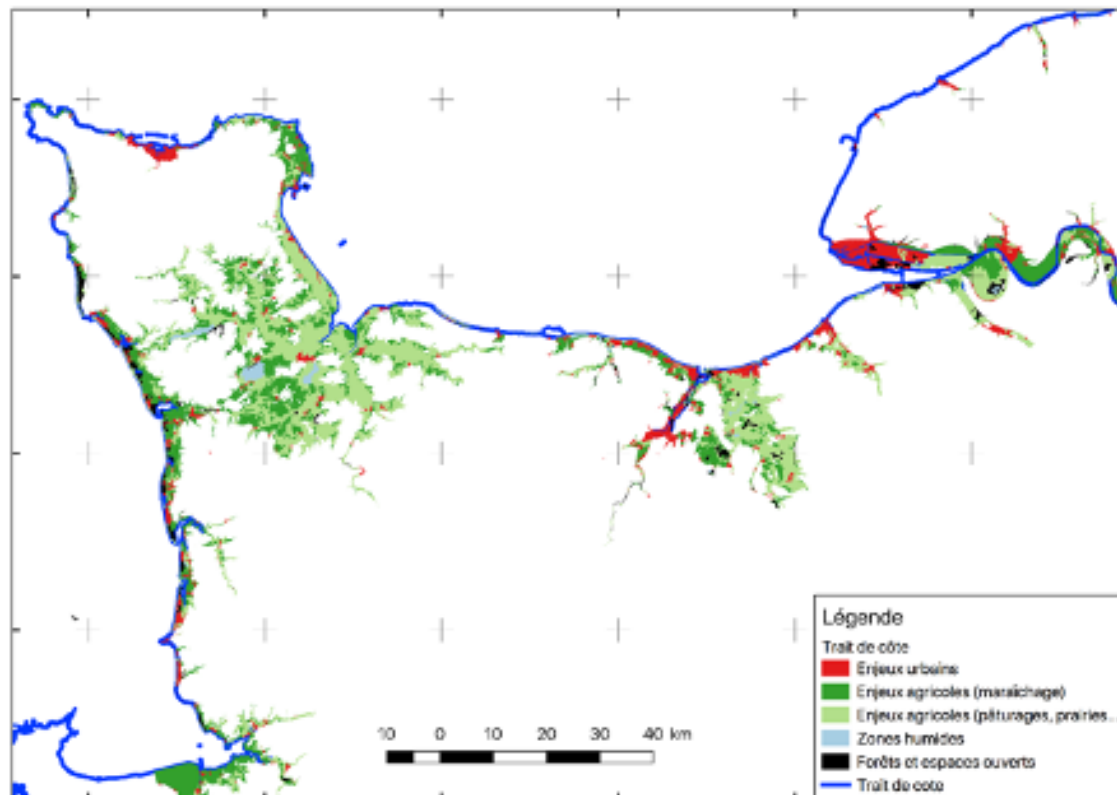 10 0 10 20 30 40 km
Légende
Trait de côte
Enjeux urbains
Enjeux agricoles (maraîchage)
Enjeux agricoles (pâturages, prairies...
Zones humides
Forêts et espaces ouverts
Trait de cote